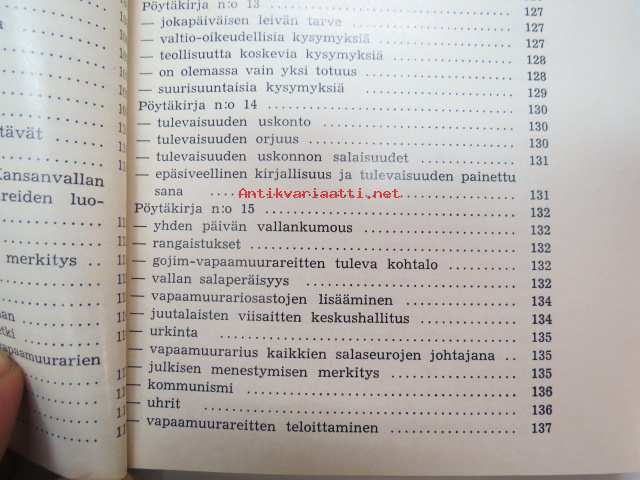 tävät
Kansanvallan
reiden luo-
merkitys
vapaamuurarien
Pöytäkirja n:o 13
— jokapäiväisen leivän tarve 127
— valtio-oikeudellisia kysymyksiä 127
— teollisuutta koskevia kysymyksiä 127
— on olemassa vain yksi totuus 128
— suurisuuntaisia kysymyksiä 128
Pöytäkirja n:o 14 129
— tulevaisuuden uskonto 130
— tulevaisuuden orjuus 130
— tulevaisuuden uskonnon salaisuudet 130
— epäsiveellinen kirjallisuus ja tulevaisuuden painettu 131
sana 131
Antikvariaatti.net
Pöytäkirja n:o 15 132
— yhden päivän vallankumous 132
— rangaistukset 132
— gojim-vapaamuurareitten tuleva kohtalo 132
— vallan salaperäisyys 132
— vapaamuurariosastojen lisääminen 134
— juutalaisten viisaitten keskushallitus 134
— urkinta 135
— vapaamuurarius kaikkien salaseurojen johtajana 135
— julkisen menestymisen merkitys 135
— kommunismi 136
— uhrit 136
— vapaamuurareitten teloittaminen 137